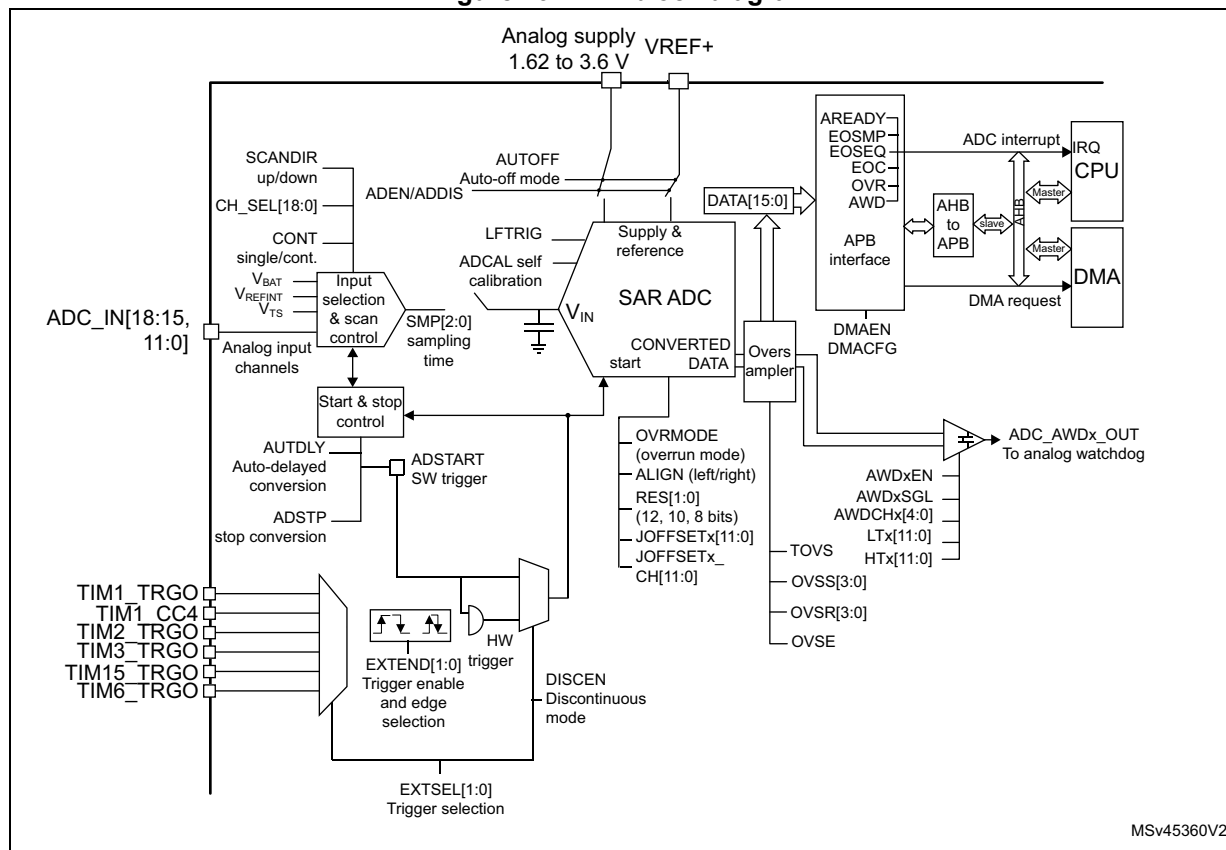 Analog supply
1.62 to 3.6 V
VREF+
SCANDIR
up/down
CH_SEL[18:0]
CONT
single/cont.
VBAT
VREFINT
VTS
Input
selection
& scan
control
ADC_IN[18:15,
11:0]
Analog input
channels
SMP[2:0]
sampling
time
AUTOFF
Auto-off mode
ADEN/ADDIS
LFTRIG
ADCAL self
calibration
Supply &
reference
SAR ADC
VIN
CONVERTED
DATA
start
DATA[15:0]
AREADY
EOSMP
EOSEQ
EOC
OVR
AWD
APB
interface
ADC interrupt
IRQ
CPU
Master
AHB
to
APB
slave
AHB
Master
DMA
DMA request
DMAEN
DMACFG
Overs
ampler
Start & stop
control
AUTDLY
Auto-delayed
conversion
ADSTP
stop conversion
ADSTART
SW trigger
OVRMODE
(overrun mode)
ALIGN (left/right)
RES[1:0]
(12, 10, 8 bits)
JOFFSETx[11:0]
JOFFSETx_
CH[11:0]
ADC_AWDx_OUT
To analog watchdog
AWDxEN
AWDxSGL
AWDCHx[4:0]
LTx[11:0]
HTx[11:0]
TOVS
OVSS[3:0]
OVSR[3:0]
OVSE
TIM1_TRGO
TIM1_CC4
TIM2_TRGO
TIM3_TRGO
TIM15_TRGO
TIM6_TRGO
HW
trigger
EXTEND[1:0]
Trigger enable
and edge
selection
DISCEN
Discontinuous
mode
EXTSEL[1:0]
Trigger selection
MSv45360V2